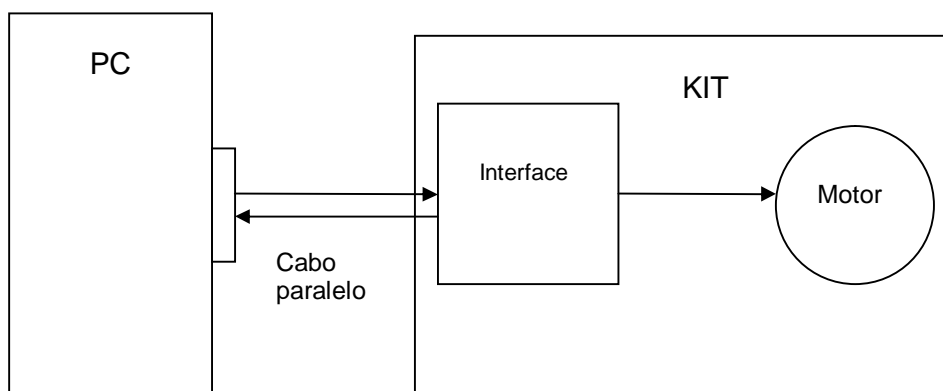 PC
KIT
Interface
Motor
Cabo
paralelo